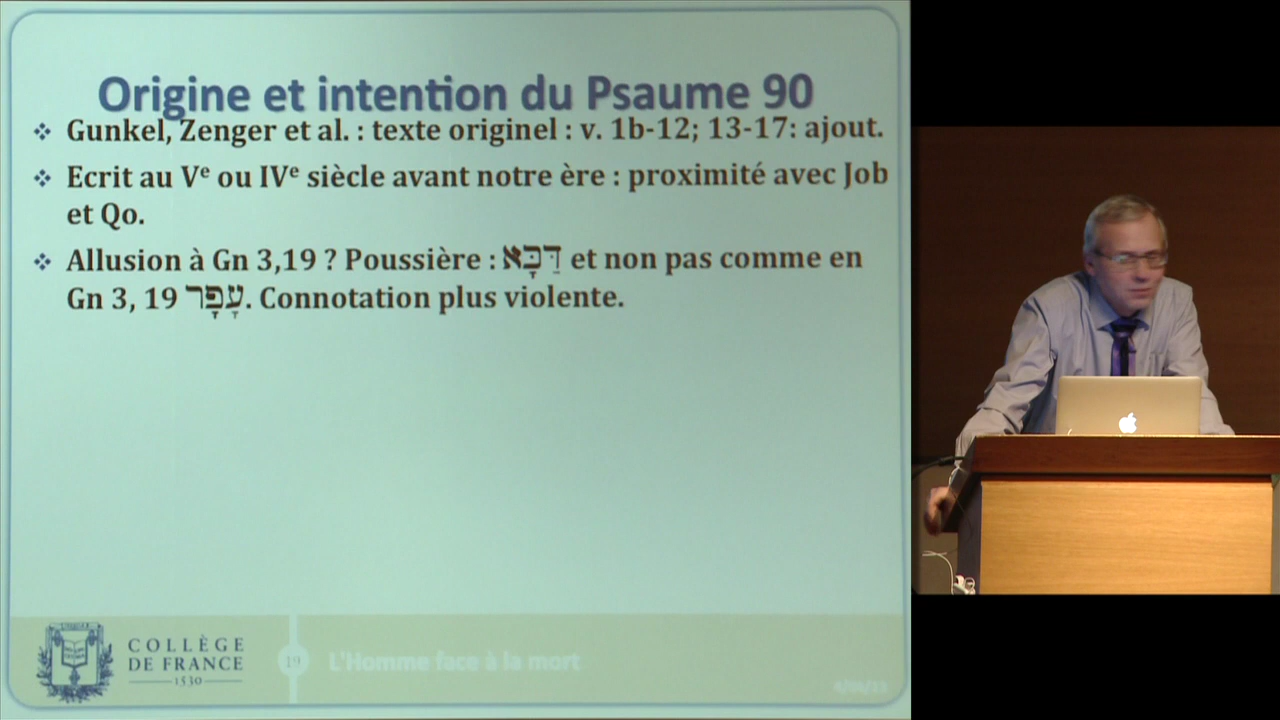 Origine et intention du Psaume 90
❖ Gunkel, Zenger et al. : texte originel : v. 1b-12; 13-17: ajout.
❖ Ecrit au Vᵉ ou IVᵉ siècle avant notre ère : proximité avec Job
et Qo.
❖ Allusion à Gn 3,19 ? Poussière : דַּכָּא et non pas comme en
Gn 3, 19 עָפָר. Connotation plus violente.
COLLÈGE
DE FRANCE
1530
19
L'Homme face à la mort